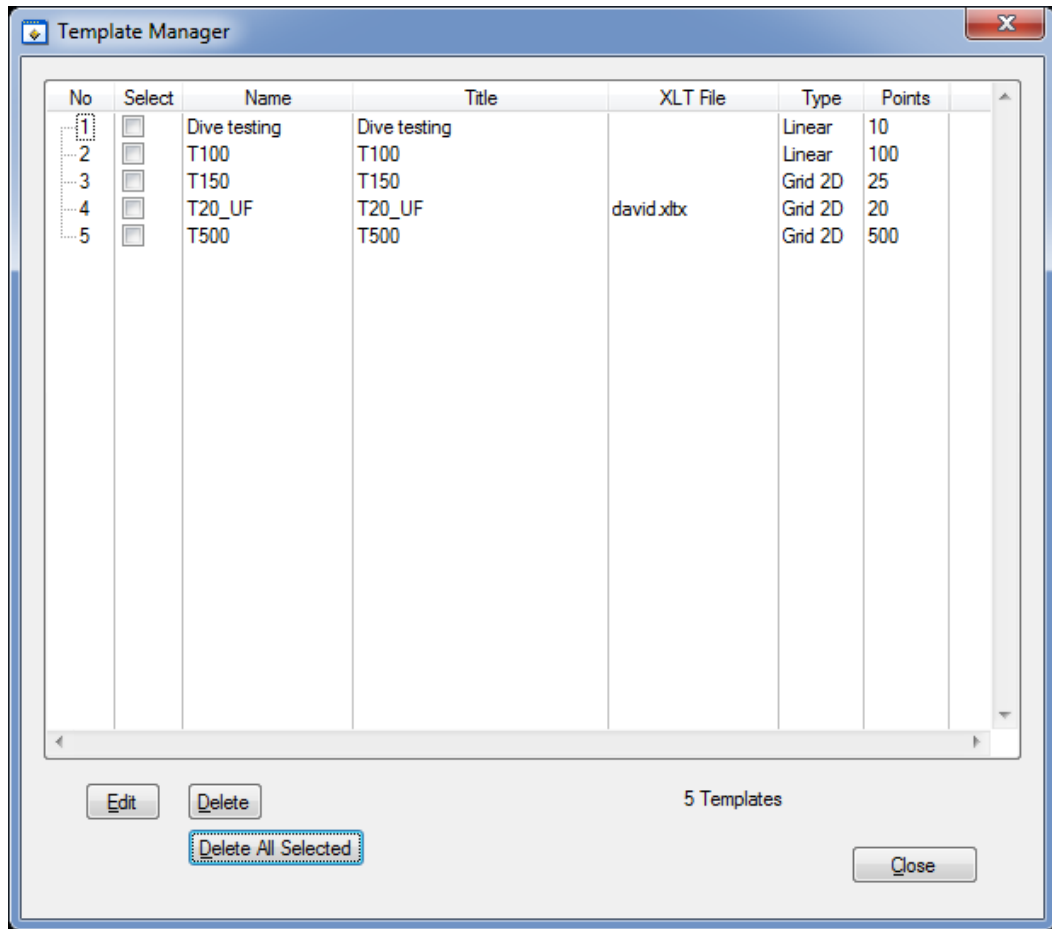 Template Manager
No Select Name Title XLT File Type Points
1 Dive testing Dive testing Linear 10
2 T100 T100 Linear 100
3 T150 T150 Grid 2D 25
4 T20_UF T20_UF david.xltx Grid 2D 20
5 T500 T500 Grid 2D 500
Edit Delete 5 Templates
Delete All Selected
Close